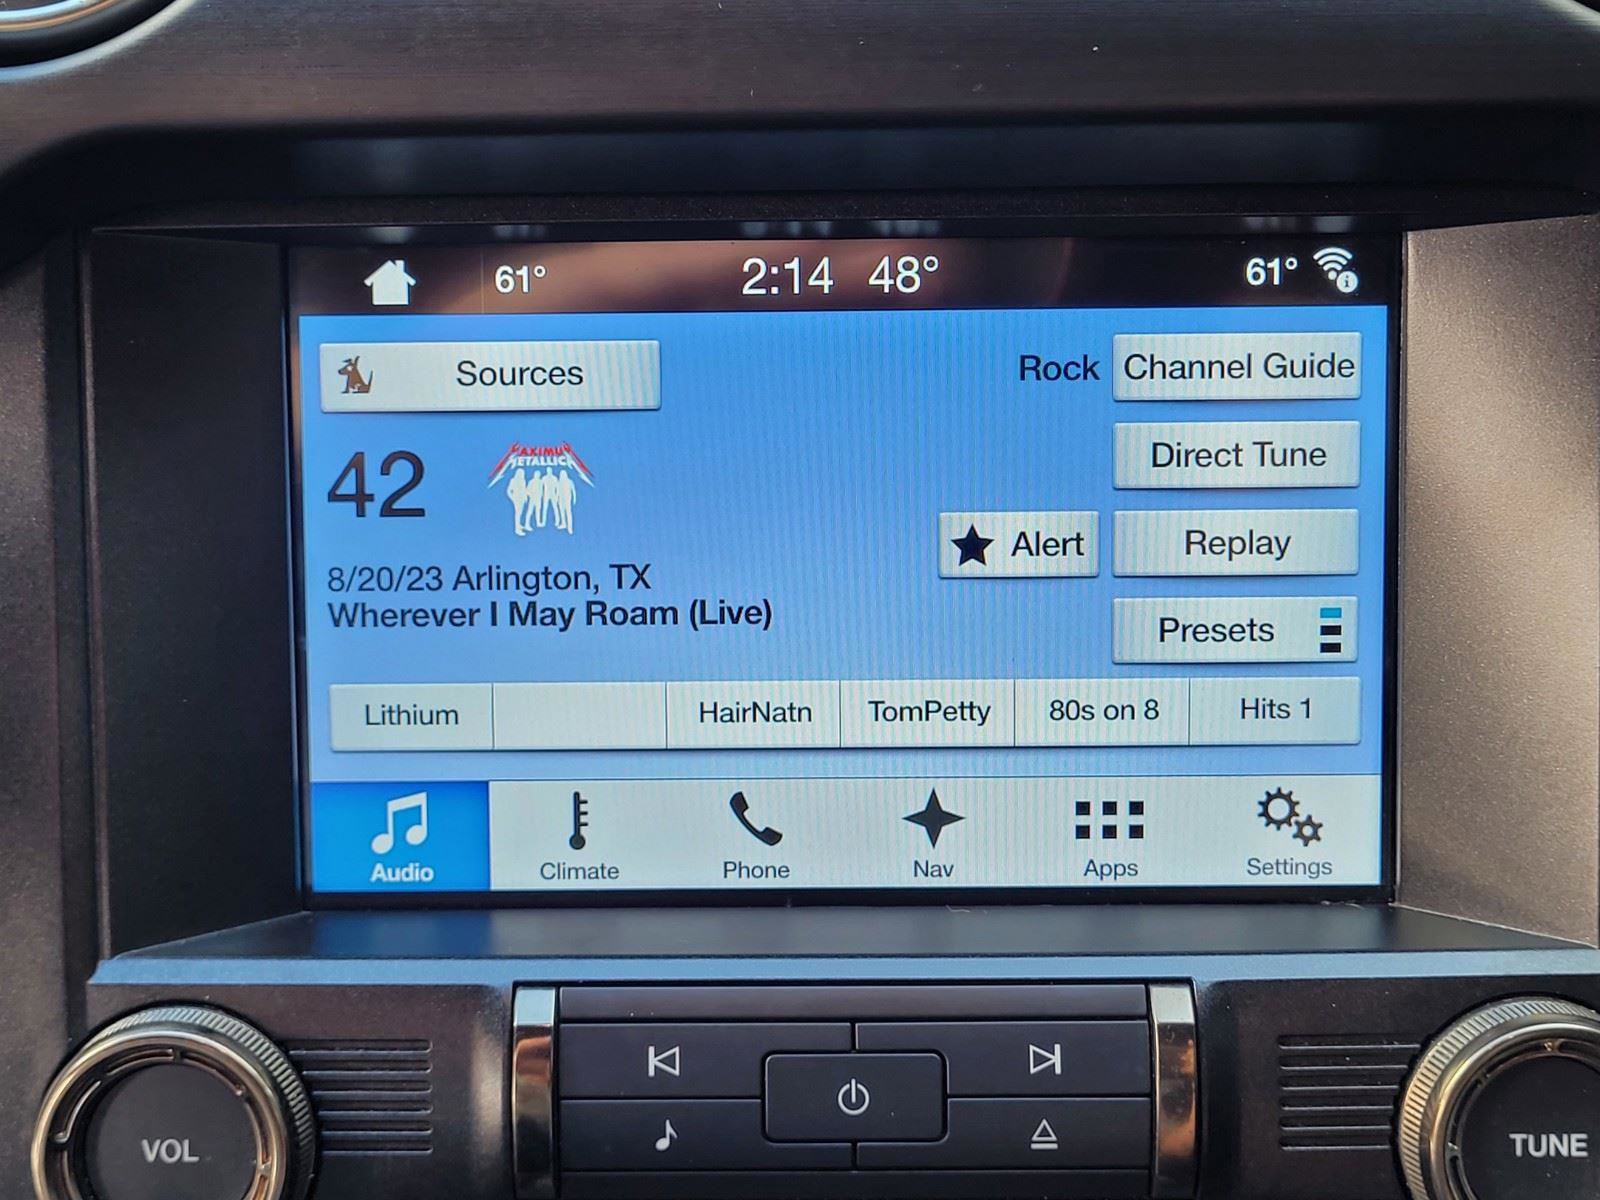 61° 2:14 48° 61°
Sources
Rock Channel Guide
Direct Tune
42
MAXIMUM
METALLICA
Alert
Replay
8/20/23 Arlington, TX
Wherever I May Roam (Live)
Presets
Lithium HairNatn TomPetty 80s on 8 Hits 1
Audio Climate Phone Nav Apps Settings
VOL
TUNE